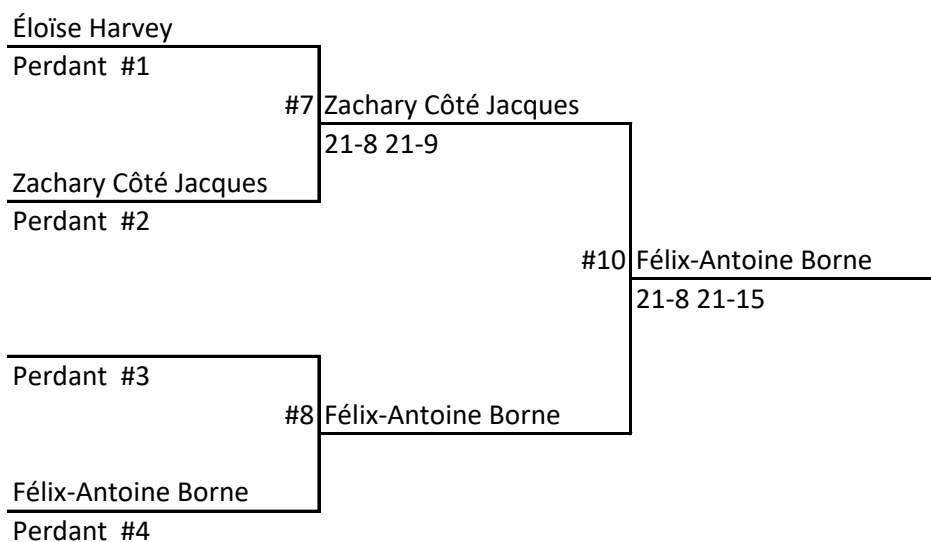 Éloïse Harvey
Perdant #1
#7 Zachary Côté Jacques
21-8 21-9
Zachary Côté Jacques
Perdant #2
#10 Félix-Antoine Borne
21-8 21-15
Perdant #3
#8 Félix-Antoine Borne
Félix-Antoine Borne
Perdant #4